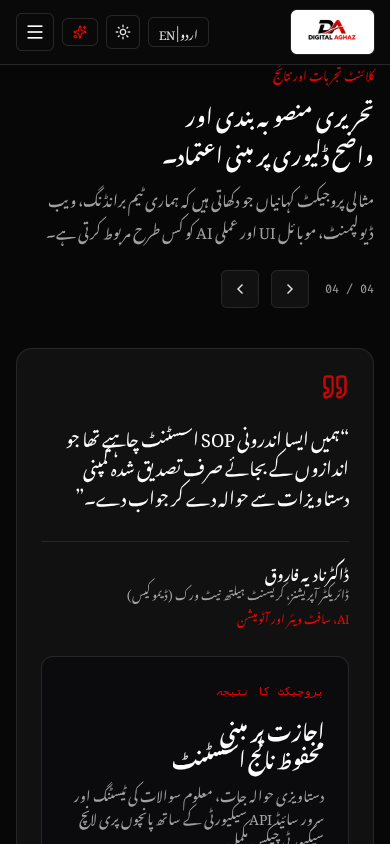 EN|اردو
DIGITAL AGHAZ
کلائنٹ تجربات اور نتائج
تحریری منصوبہ بندی اور
واضح ڈلیوری پر مبنی اعتماد۔
مثالی پروجیکٹ کہانیاں جو دکھاتی ہیں کہ ہماری ٹیم برانڈنگ، ویب
ڈیولپمنٹ، موبائل UI اور عملی AI کو کس طرح مربوط کرتی ہے۔
04 / 04
“ہمیں ایسا اندرونی SOP اسسٹنٹ چاہیے تھا جو
اندازوں کے بجائے صرف تصدیق شدہ کمپنی
دستاویزات سے حوالہ دے کر جواب دے۔”
ڈاکٹر نادیہ فاروق
ڈائریکٹر آپریشنز، کریسنٹ ہیلتھ نیٹ ورک (ڈیمو کیس)
AI، سافٹ ویئر اور آٹومیشن
پروجیکٹ کا نتیجہ
اجازت پر مبنی
محفوظ نالج اسسٹنٹ
دستاویزی حوالہ جات، معلوم سوالات کی ٹیسٹنگ اور
سرور سائیڈ API سیکیورٹی کے ساتھ پانچوں پری لانچ
سیکیورٹی چیکس مکمل